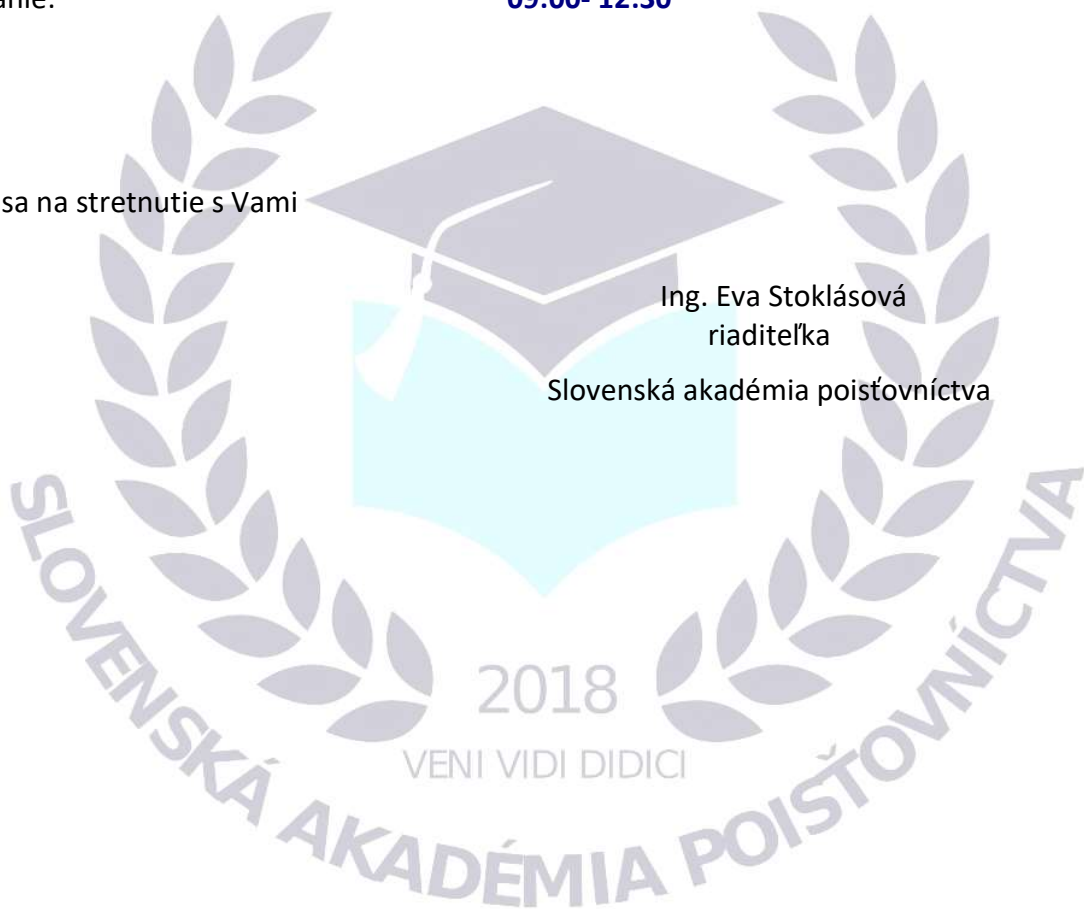 anie: 09:00- 12:30
sa na stretnutie s Vami
Ing. Eva Stoklásová
riaditeľka
Slovenská akadémia poisťovníctva
2018
VENI VIDI DIDICI
SLOVENSKÁ AKADÉMIA POISŤOVNÍCTVA